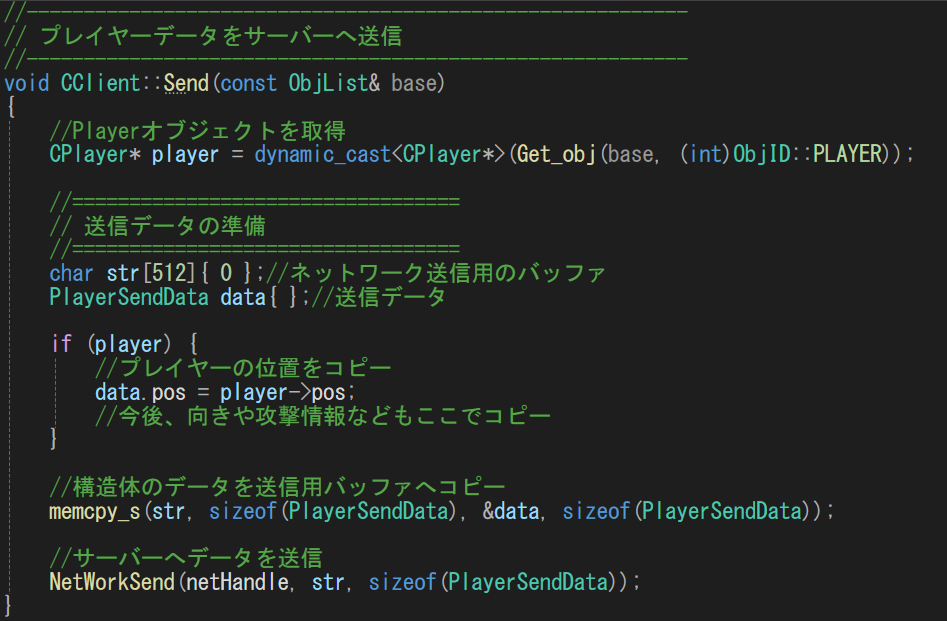 //----------------------------------------------------------
// プレイヤーデータをサーバーへ送信
//----------------------------------------------------------
void CClient::Send(const ObjList& base)
{
    //Playerオブジェクトを取得
    CPlayer* player = dynamic_cast<CPlayer*>(Get_obj(base, (int)ObjID::PLAYER));

    //==================================
    // 送信データの準備
    //==================================
    char str[512]{ 0 };//ネットワーク送信用のバッファ
    PlayerSendData data{ };//送信データ

    if (player) {
        //プレイヤーの位置をコピー
        data.pos = player->pos;
        //今後、向きや攻撃情報などもここでコピー
    }

    //構造体のデータを送信用バッファへコピー
    memcpy_s(str, sizeof(PlayerSendData), &data, sizeof(PlayerSendData));

    //サーバーへデータを送信
    NetWorkSend(netHandle, str, sizeof(PlayerSendData));
}